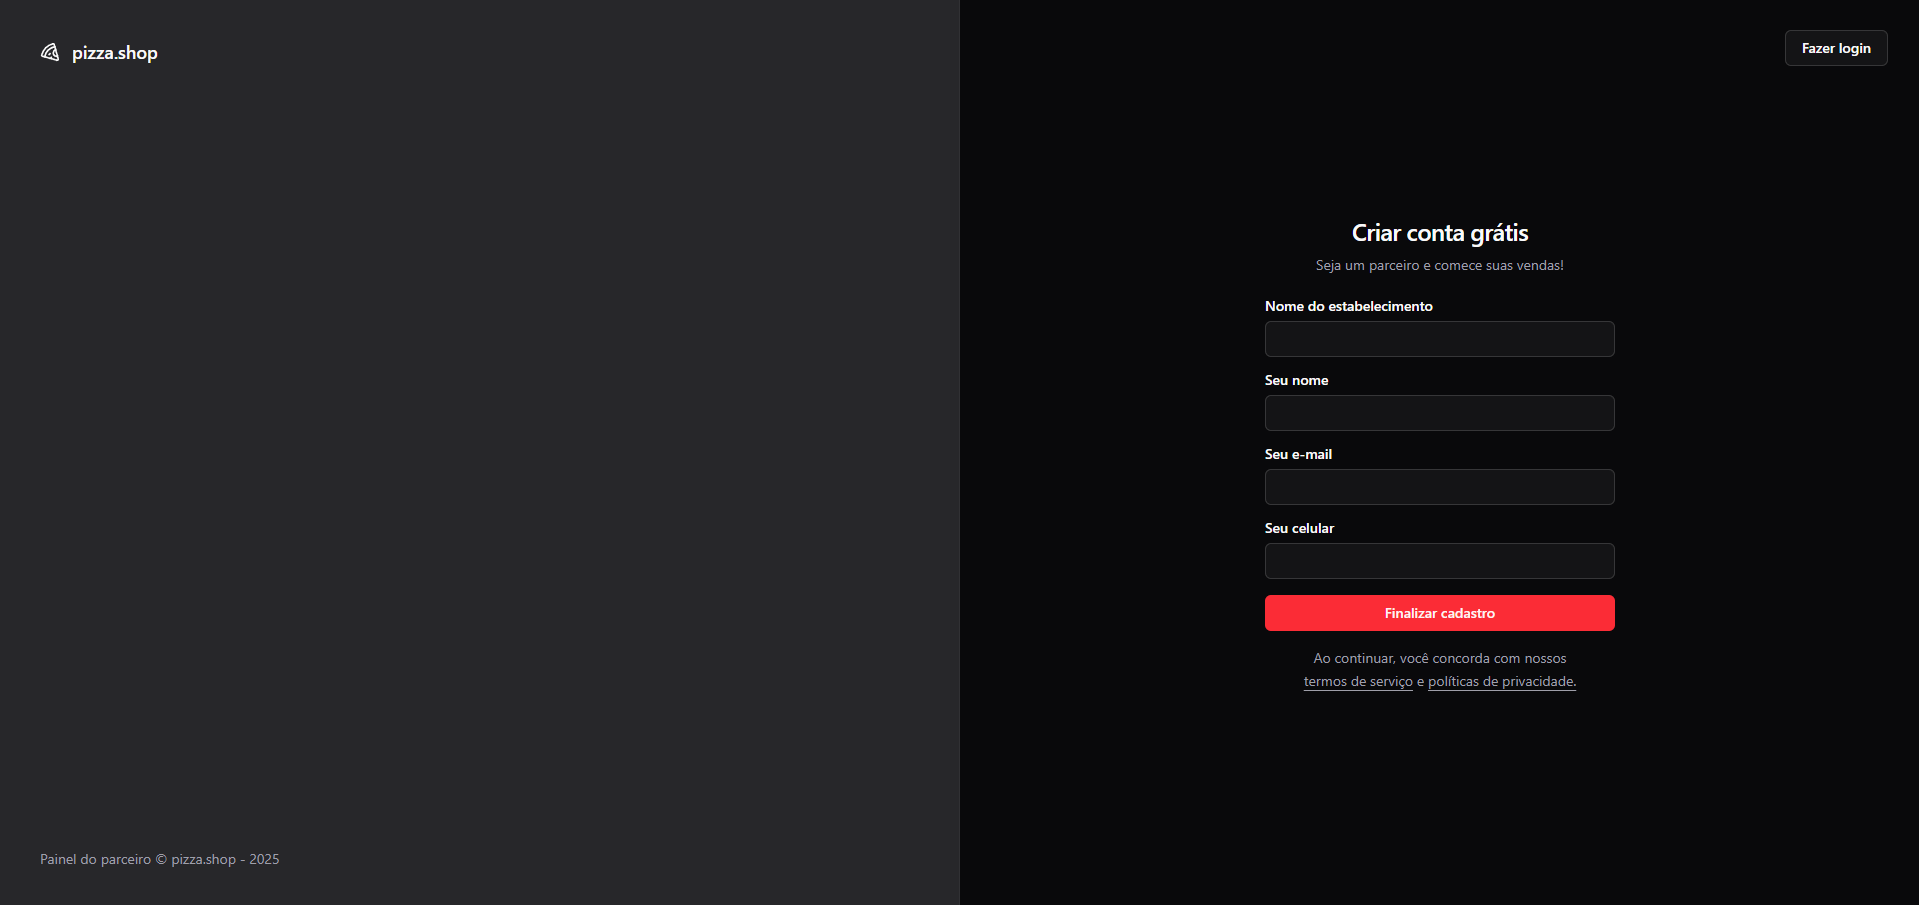 pizza.shop
Fazer login
Criar conta grátis
Seja um parceiro e comece suas vendas!
Nome do estabelecimento
Seu nome
Seu e-mail
Seu celular
Finalizar cadastro
Ao continuar, você concorda com nossos
termos de serviço e políticas de privacidade.
Painel do parceiro © pizza.shop - 2025